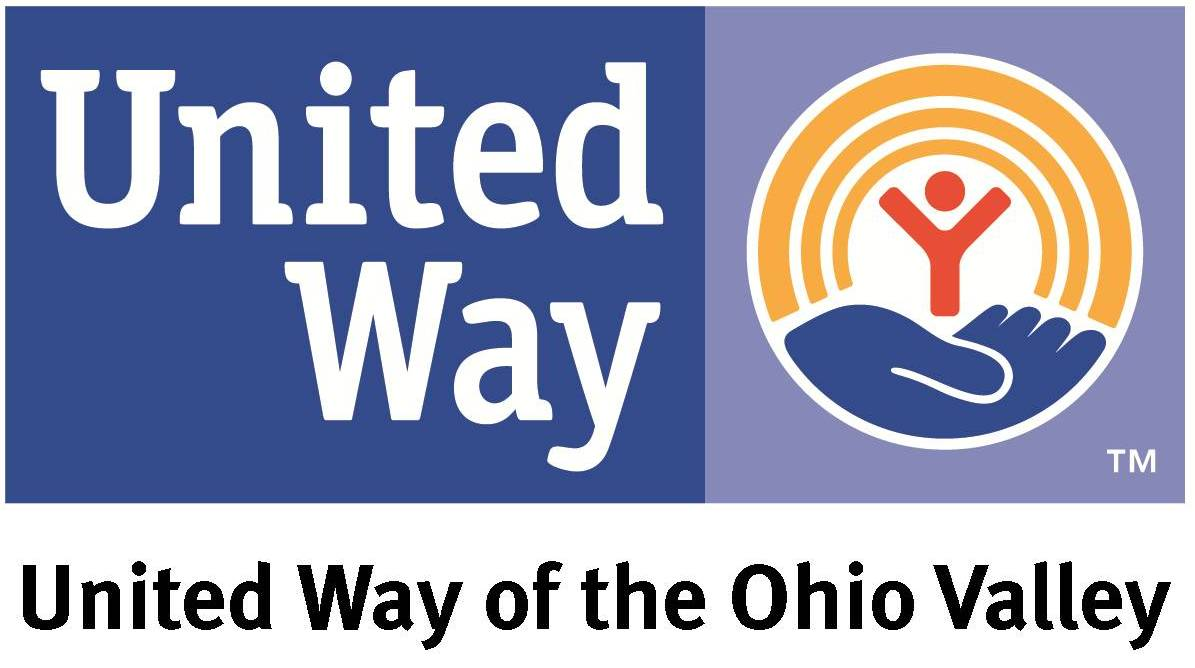 United
Way
TM
United Way of the Ohio Valley